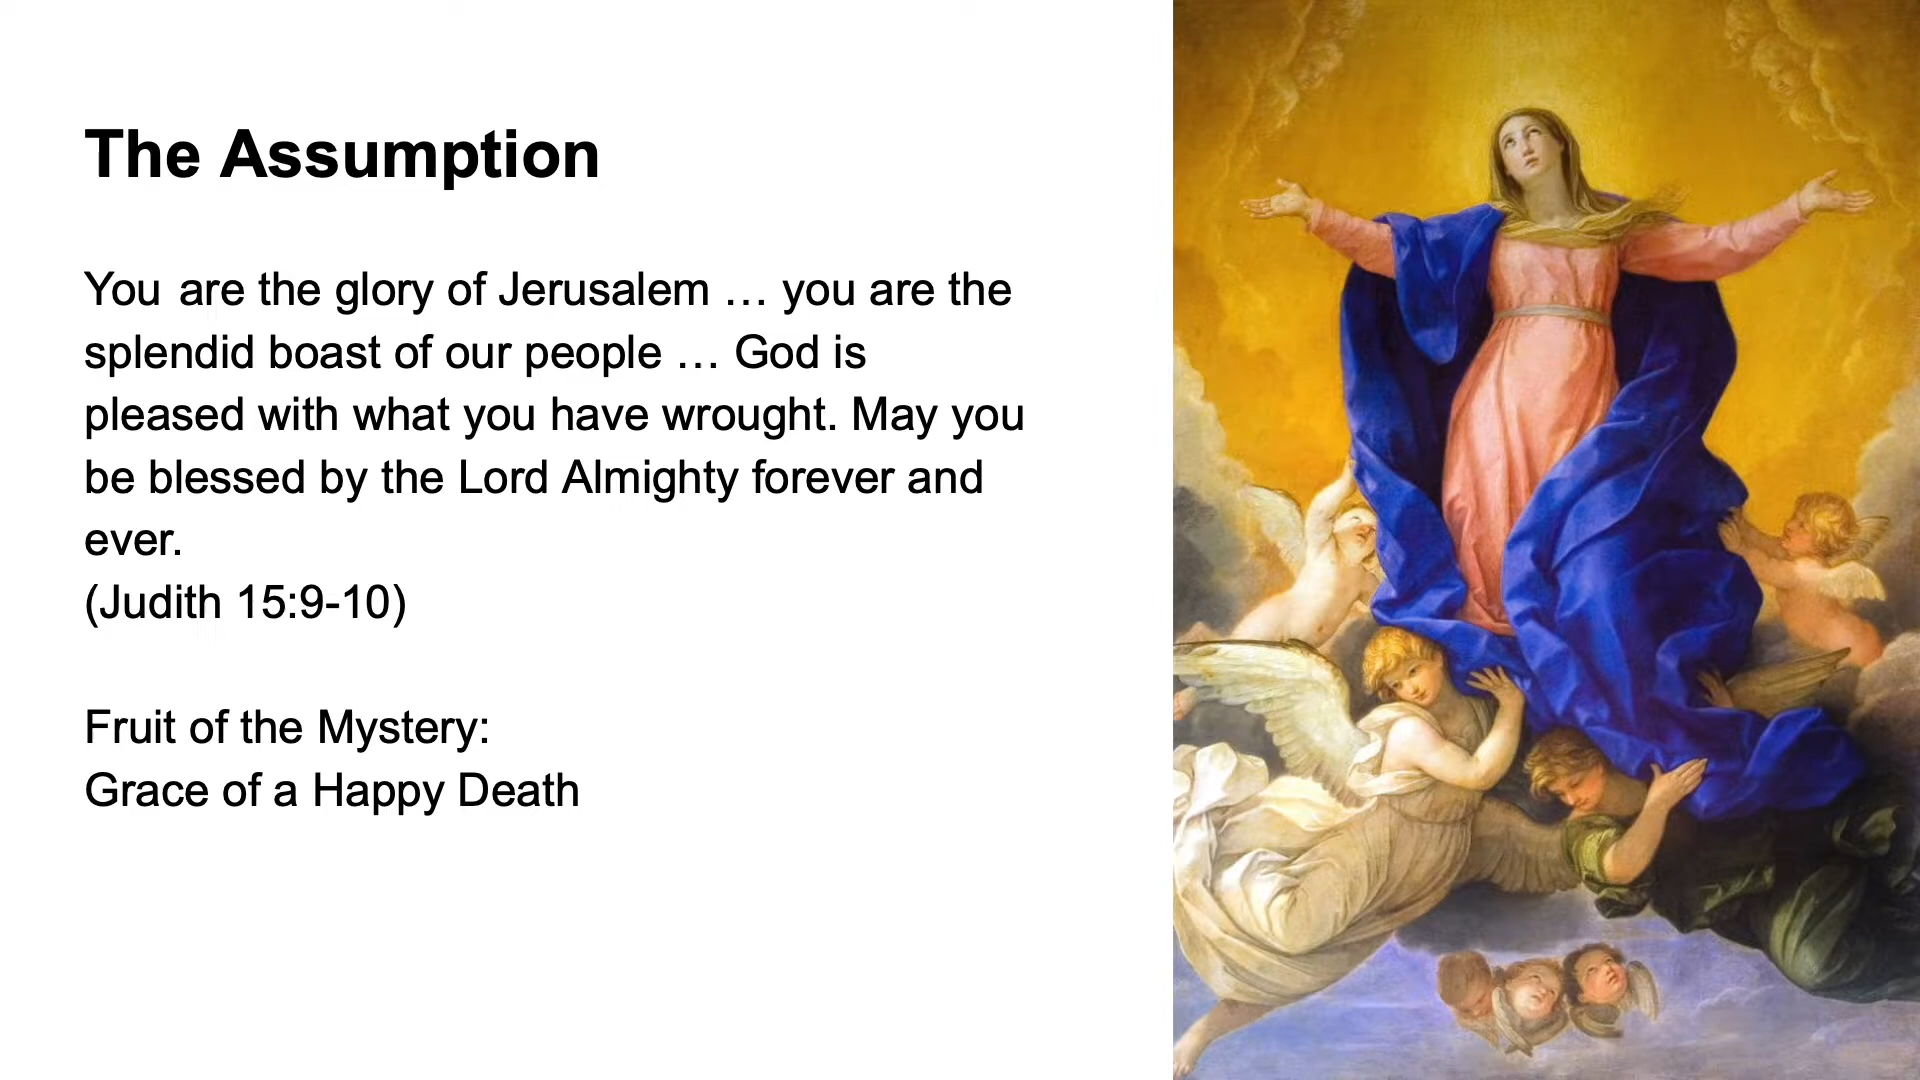 The Assumption
You are the glory of Jerusalem … you are the
splendid boast of our people … God is
pleased with what you have wrought. May you
be blessed by the Lord Almighty forever and
ever.
(Judith 15:9-10)
Fruit of the Mystery:
Grace of a Happy Death